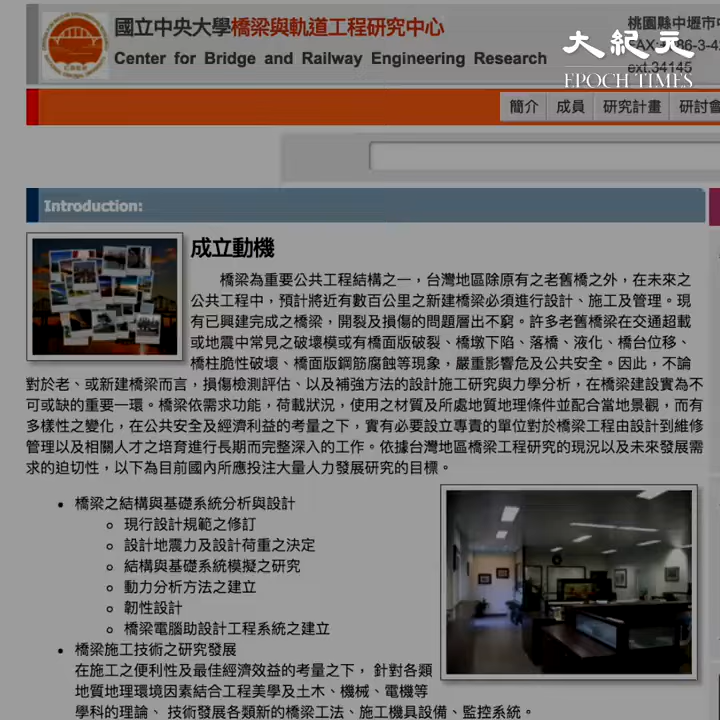 國立中央大學橋梁與軌道工程研究中心
Center for Bridge and Railway Engineering Research
桃園縣中壢市中
FAX 886-3-4
ext.34145
大紀元
EPOCH TIMES
簡介 成員 研究計畫 研討會
Introduction:
成立動機
橋梁為重要公共工程結構之一，台灣地區除原有之老舊橋之外，在未來之
公共工程中，預計將近有數百公里之新建橋梁必須進行設計、施工及管理。現
有已興建完成之橋梁，開裂及損傷的問題層出不窮。許多老舊橋梁在交通超載
或地震中常見之破壞模或有橋面版破裂、橋墩下陷、落橋、液化、橋台位移、
橋柱脆性破壞、橋面版鋼筋腐蝕等現象，嚴重影響危及公共安全。因此，不論
對於老、或新建橋梁而言，損傷檢測評估、以及補強方法的設計施工研究與力學分析，在橋梁建設實為不
可或缺的重要一環。橋梁依需求功能，荷載狀況，使用之材質及所處地質地理條件並配合當地景觀，而有
多樣性之變化，在公共安全及經濟利益的考量之下，實有必要設立專責的單位對於橋梁工程由設計到維修
管理以及相關人才之培育進行長期而完整深入的工作。依據台灣地區橋梁工程研究的現況以及未來發展需
求的迫切性，以下為目前國內所應投注大量人力發展研究的目標。
橋梁之結構與基礎系統分析與設計
現行設計規範之修訂
設計地震力及設計荷重之決定
結構與基礎系統模擬之研究
動力分析方法之建立
韌性設計
橋梁電腦助設計工程系統之建立
橋梁施工技術之研究發展
在施工之便利性及最佳經濟效益的考量之下， 針對各類
地質地理環境因素結合工程美學及土木、機械、電機等
學科的理論、 技術發展各類新的橋梁工法、施工機具設備、監控系統。